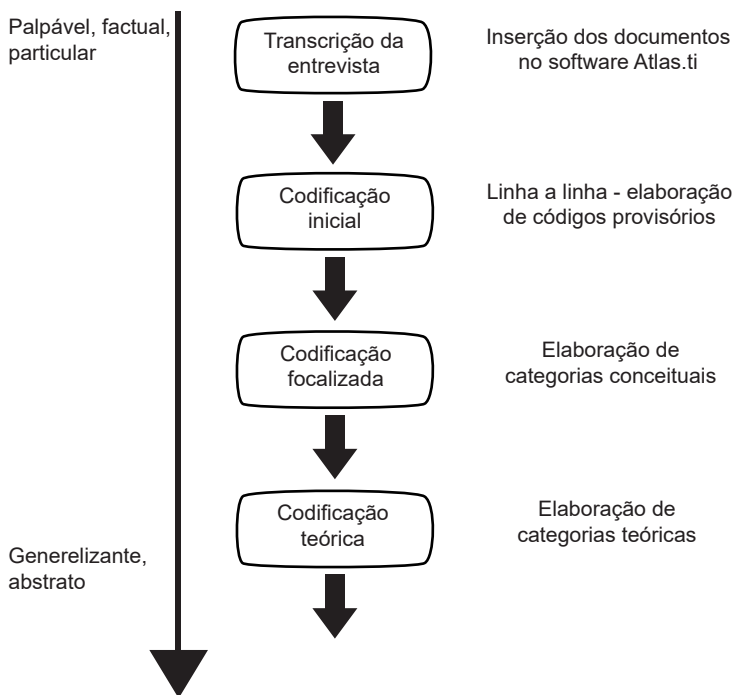 Palpável, factual,
particular
Transcrição da
entrevista
Inserção dos documentos
no software Atlas.ti
Codificação
inicial
Linha a linha - elaboração
de códigos provisórios
Codificação
focalizada
Elaboração de
categorias conceituais
Codificação
teórica
Elaboração de
categorias teóricas
Generelizante,
abstrato